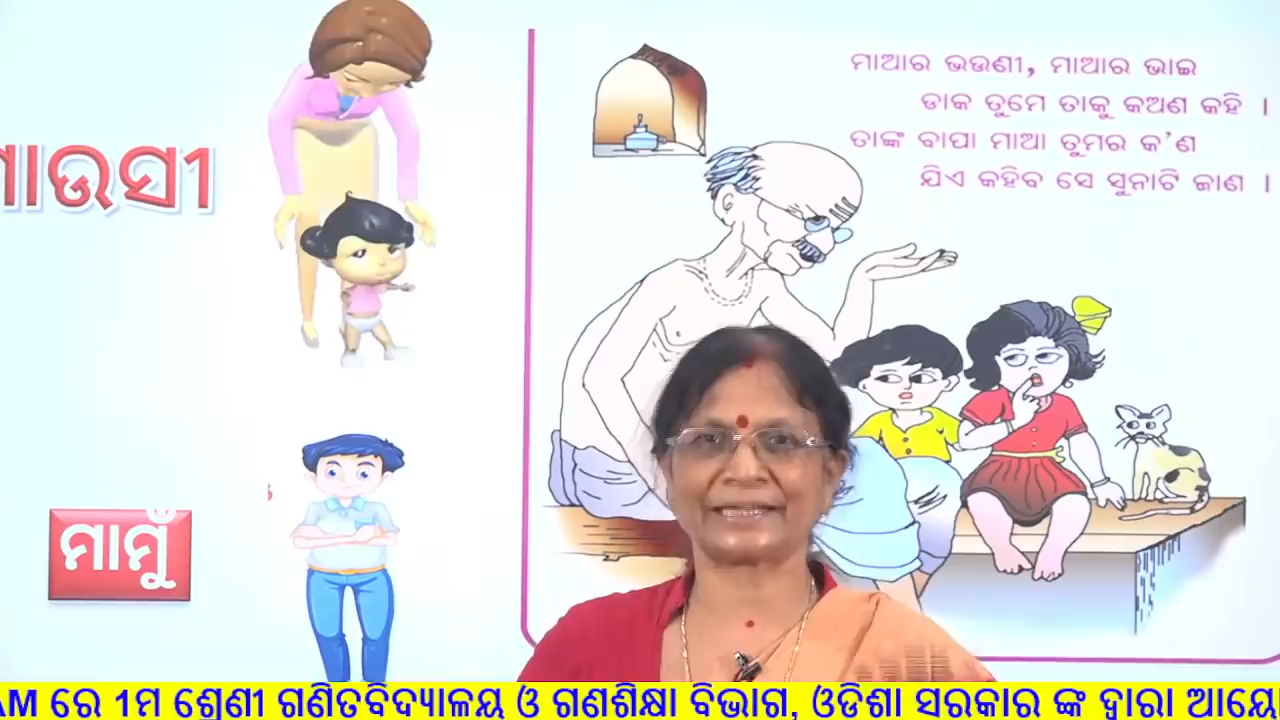 ମାଆର ଭଉଣୀ, ମାଆର ଭାଇ
ଡାକ ତୁମେ ତାକୁ କଅଣ କହି ।
ତାଙ୍କ ବାପା ମାଆ ତୁମର କ'ଣ
ଯିଏ କହିବ ସେ ସୁନାଟି କାଣ ।
ମାଉସୀ
ମାମୁଁ
AM ରେ 1ମ ଶ୍ରେଣୀ ଗଣିତବିଦ୍ୟାଳୟ ଓ ଗଣଶିକ୍ଷା ବିଭାଗ, ଓଡିଶା ସରକାର ଙ୍କ ଦ୍ଵାରା ଆୟୋ